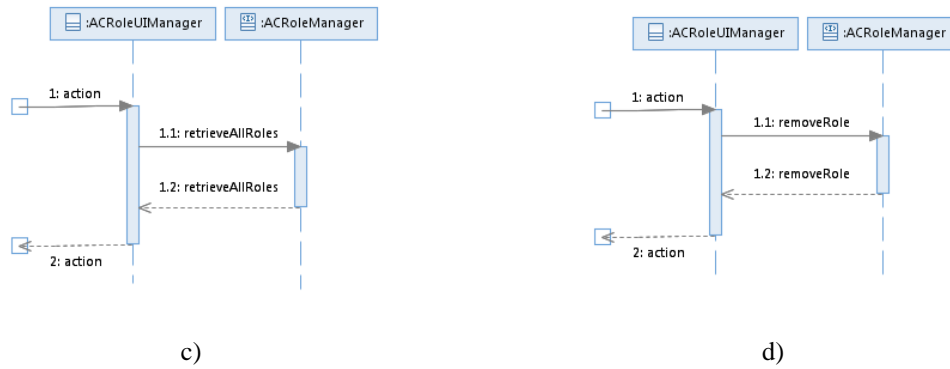 :ACRoleUIManager
:ACRoleManager
1: action
1.1: retrieveAllRoles
1.2: retrieveAllRoles
2: action
c)
:ACRoleUIManager
:ACRoleManager
1: action
1.1: removeRole
1.2: removeRole
2: action
d)